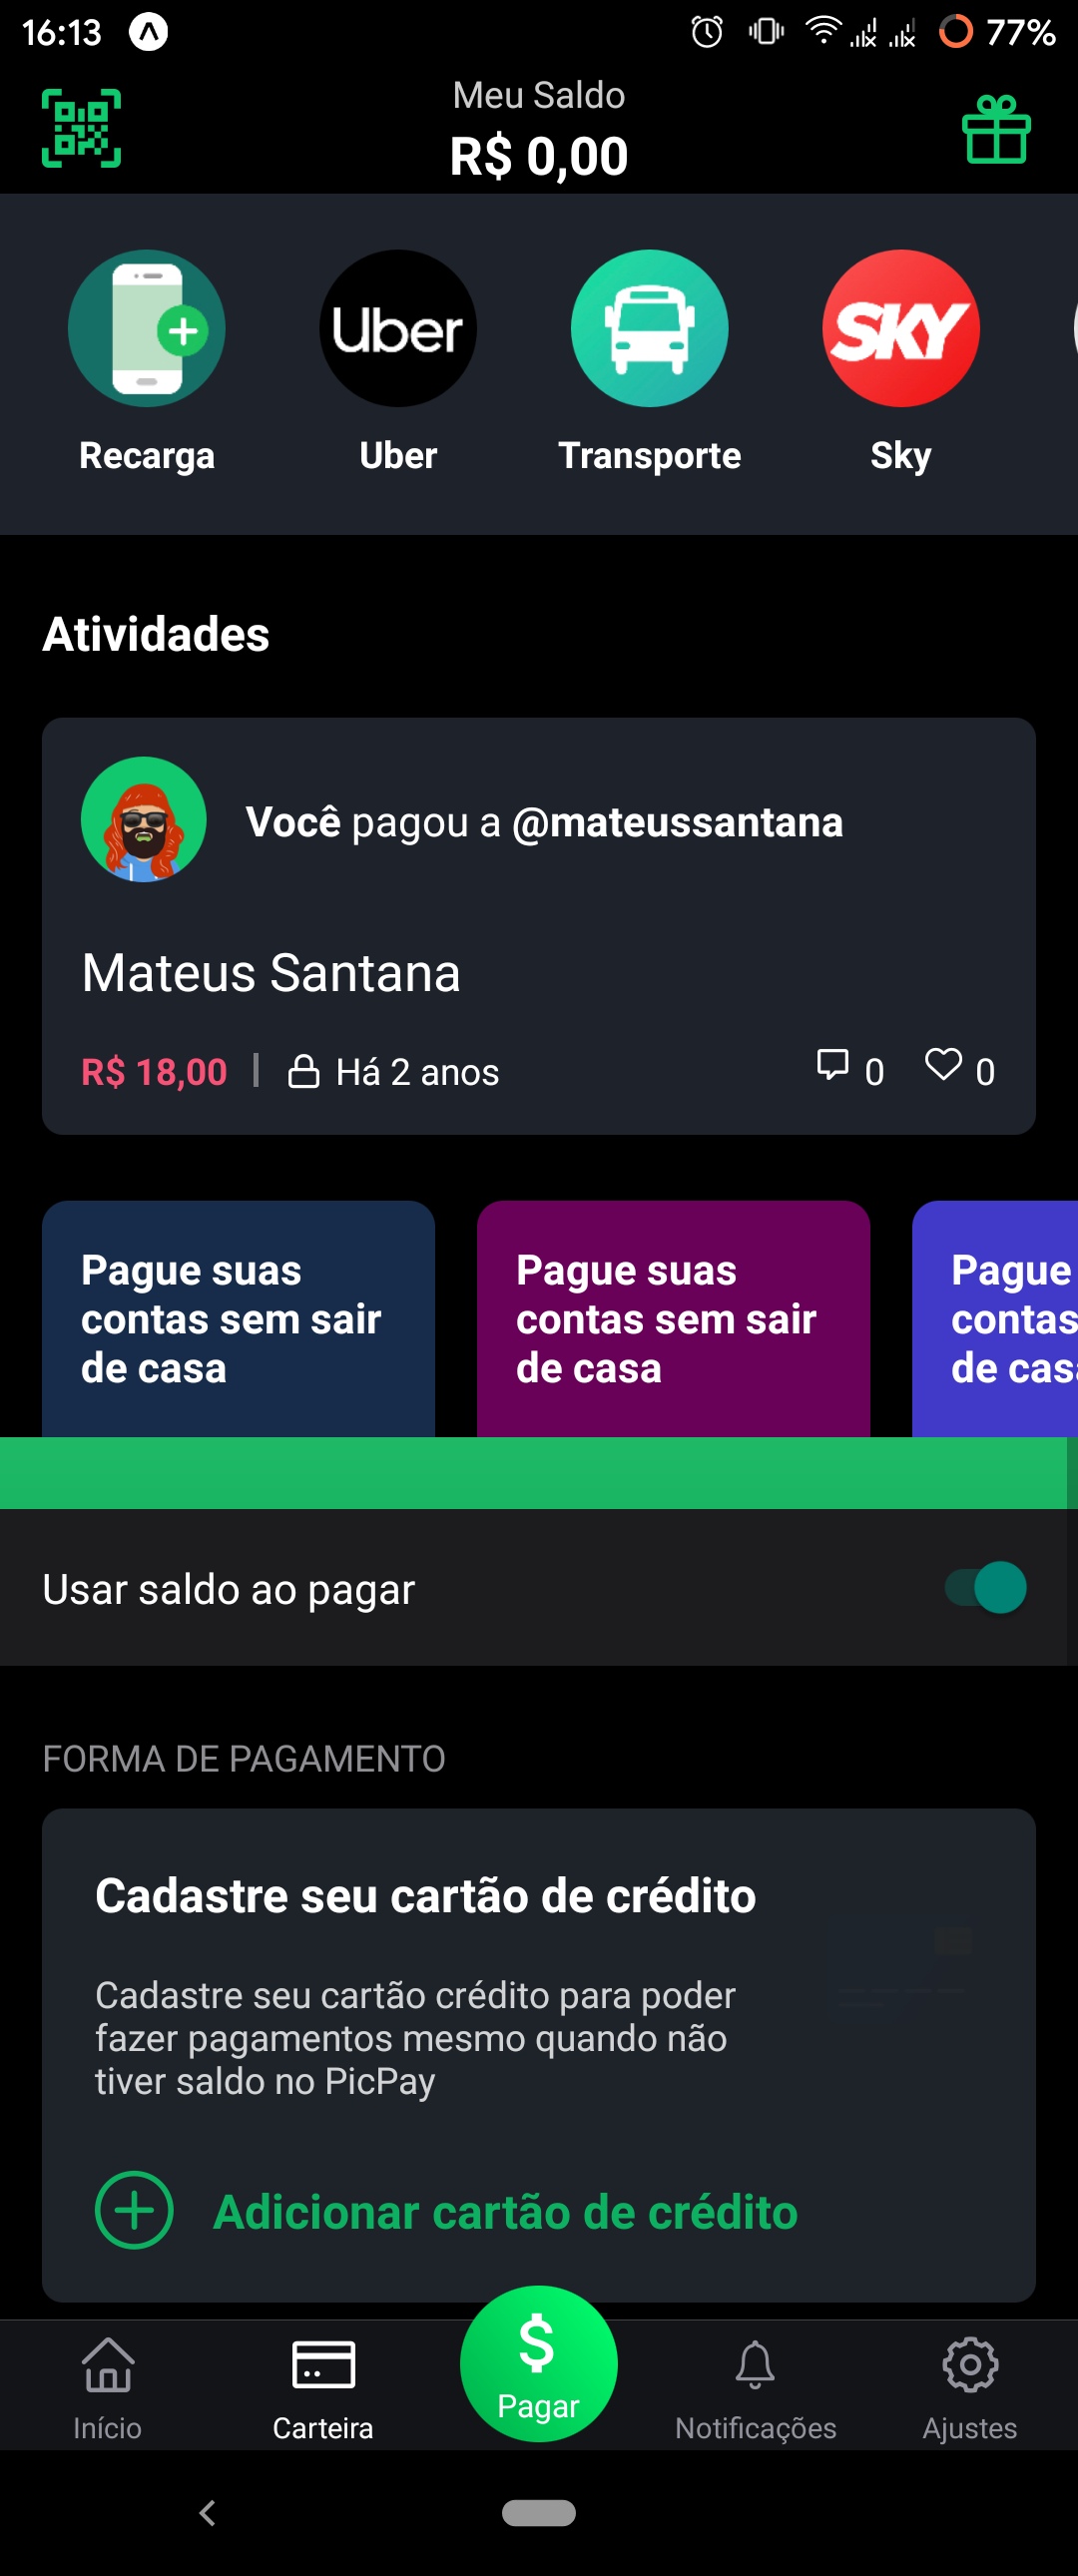 16:13
77%
Meu Saldo
R$ 0,00
Uber
SKY
Recarga
Uber
Transporte
Sky
Atividades
Você pagou a @mateussantana
Mateus Santana
R$ 18,00 | Há 2 anos
0
0
Pague suas
contas sem sair
de casa
Pague suas
contas sem sair
de casa
Pague
contas
de cas
Usar saldo ao pagar
FORMA DE PAGAMENTO
Cadastre seu cartão de crédito
Cadastre seu cartão crédito para poder
fazer pagamentos mesmo quando não
tiver saldo no PicPay
Adicionar cartão de crédito
$
Início
Carteira
Pagar
Notificações
Ajustes